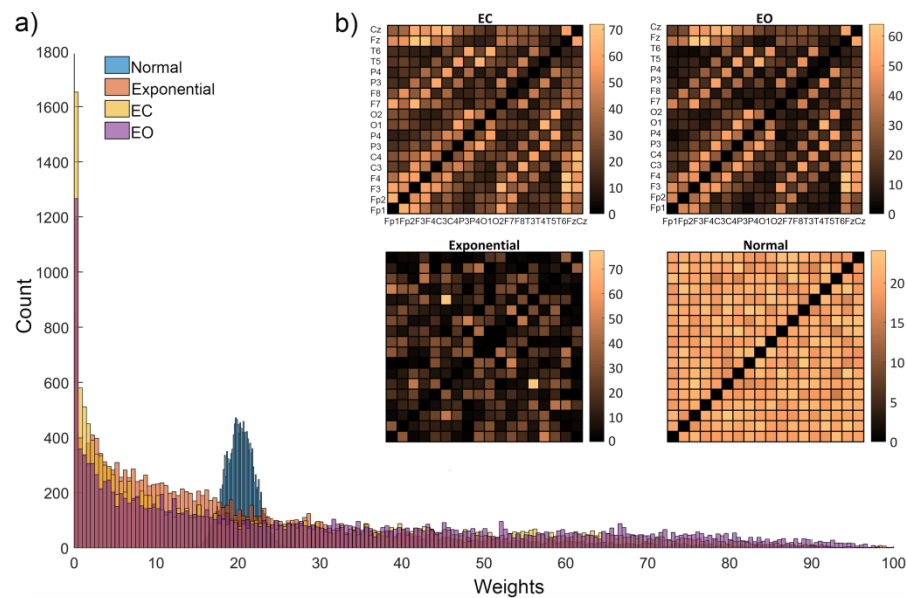 a)
1800
1600
1400
1200
1000
800
600
400
200
0
Count
0
10
20
30
40
50
60
70
80
90
100
Weights
Normal
Exponential
EC
EO
b)
EC
Cz
Fz
T6
T5
P4
P3
F8
F7
O2
O1
P4
P3
C4
C3
F4
F3
Fp2
Fp1
Fp1Fp2F3F4C3C4P3P4O1O2F7F8T3T4T5T6FzCz
70
60
50
40
30
20
10
0
EO
Cz
Fz
T6
T5
P4
P3
F8
F7
O2
O1
P4
P3
C4
C3
F4
F3
Fp2
Fp1
Fp1Fp2F3F4C3C4P3P4O1O2F7F8T3T4T5T6FzCz
60
50
40
30
20
10
0
Exponential
70
60
50
40
30
20
10
0
Normal
20
15
10
5
0